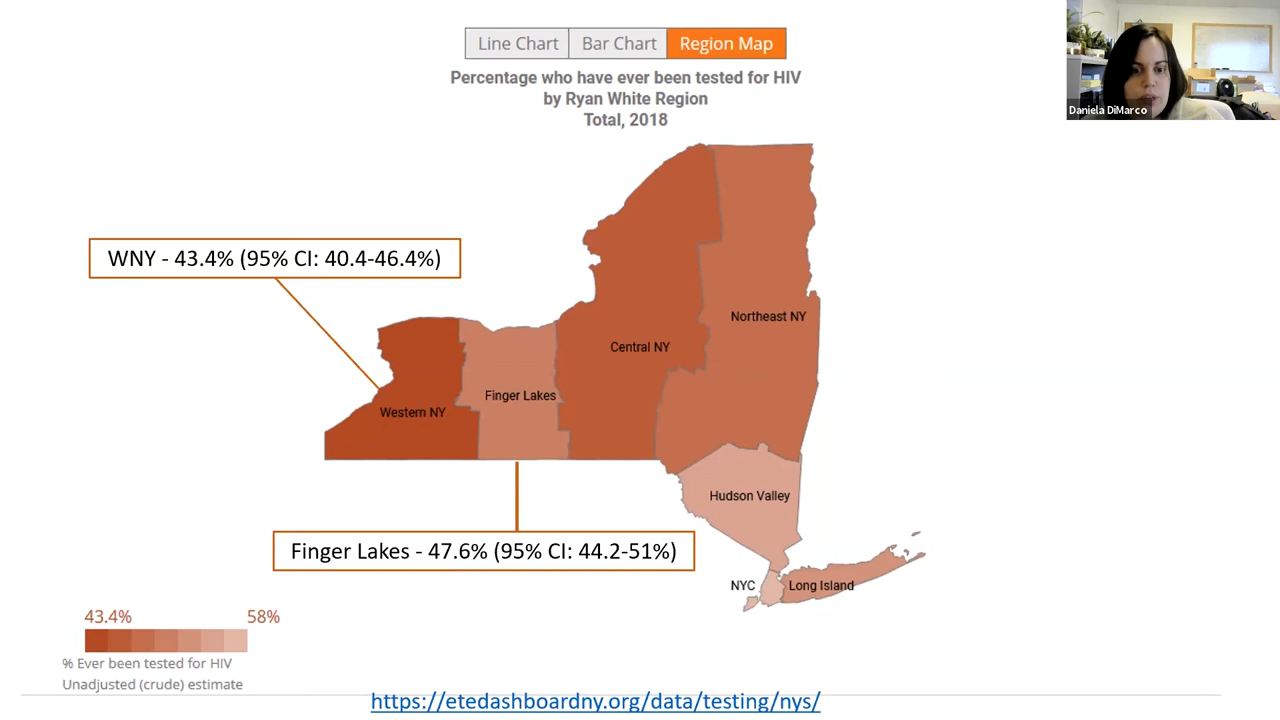 Line Chart
Bar Chart
Region Map
Percentage who have ever been tested for HIV
by Ryan White Region
Total, 2018
Daniela DiMarco
WNY - 43.4% (95% CI: 40.4-46.4%)
Northeast NY
Central NY
Finger Lakes
Western NY
Hudson Valley
Finger Lakes - 47.6% (95% CI: 44.2-51%)
NYC
Long Island
43.4%
58%
% Ever been tested for HIV
Unadjusted (crude) estimate
https://etedashboardny.org/data/testing/nys/